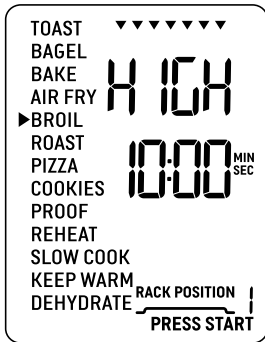 TOAST ▼▼▼▼▼▼▼
BAGEL
BAKE
HIGH
AIR FRY
▶BROIL
ROAST
PIZZA
10:00 MIN SEC
COOKIES
PROOF
REHEAT
SLOW COOK
KEEP WARM
DEHYDRATE
RACK POSITION 1
PRESS START